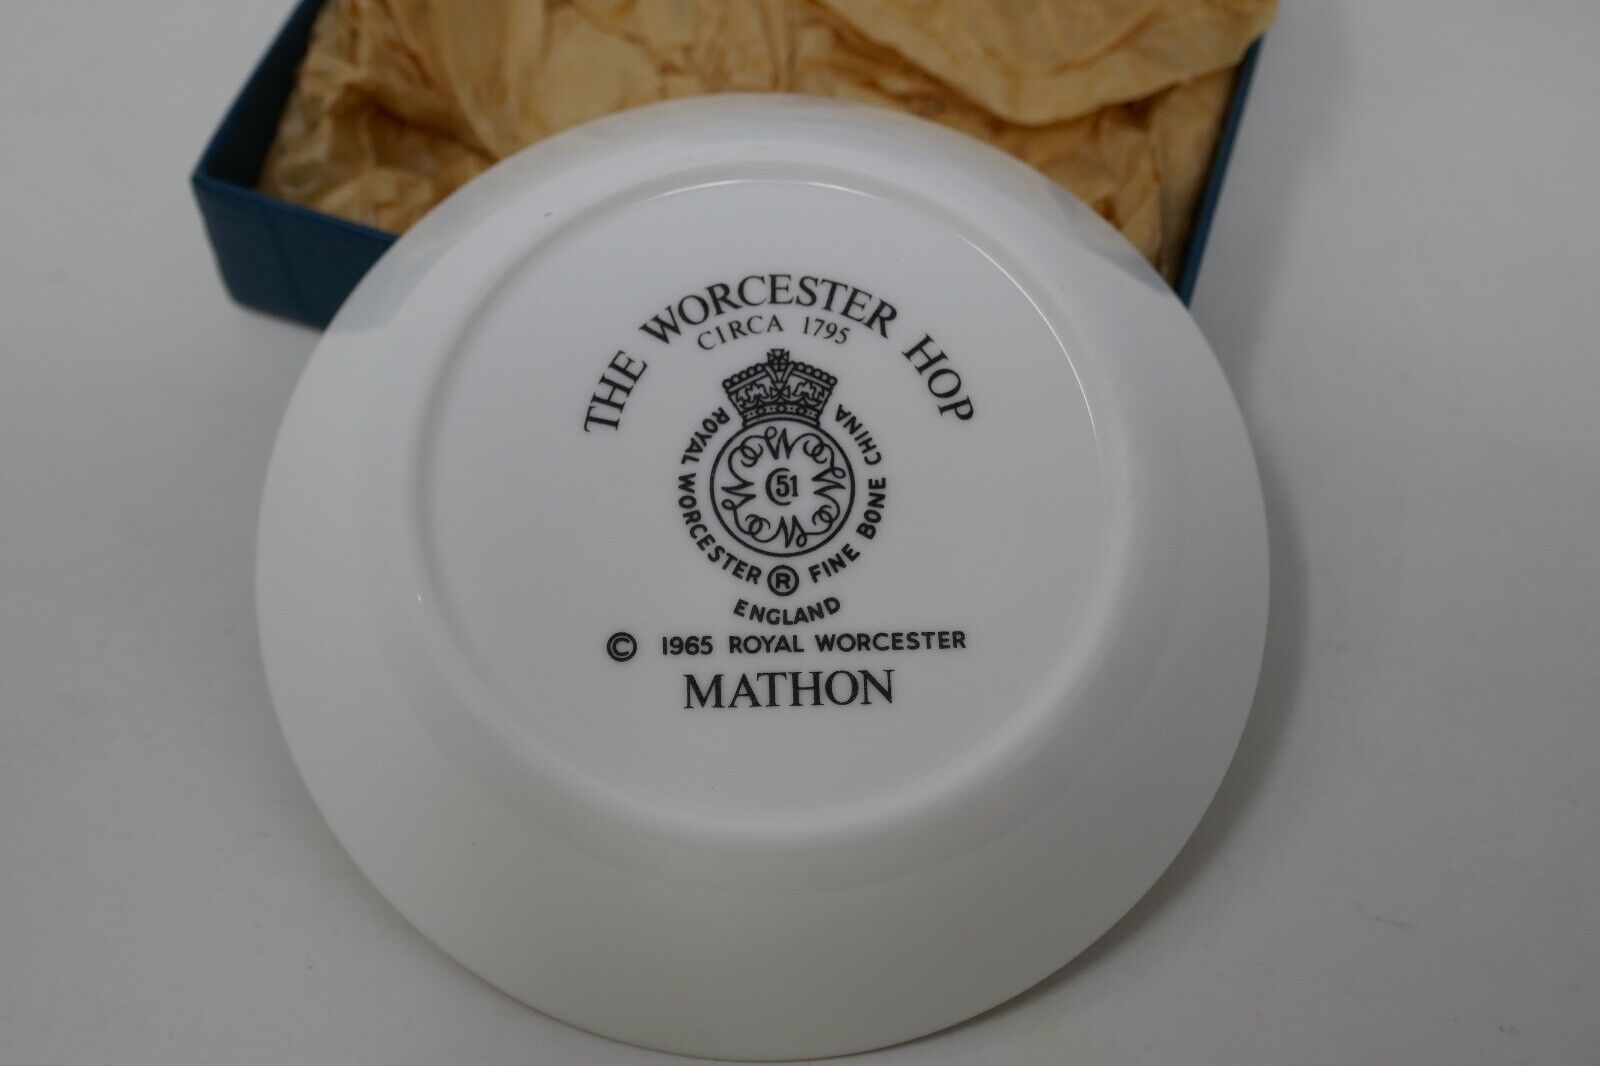 THE WORCESTER HOP
CIRCA 1795
51
ROYAL WORCESTER ® FINE BONE CHINA
ENGLAND
© 1965 ROYAL WORCESTER
MATHON